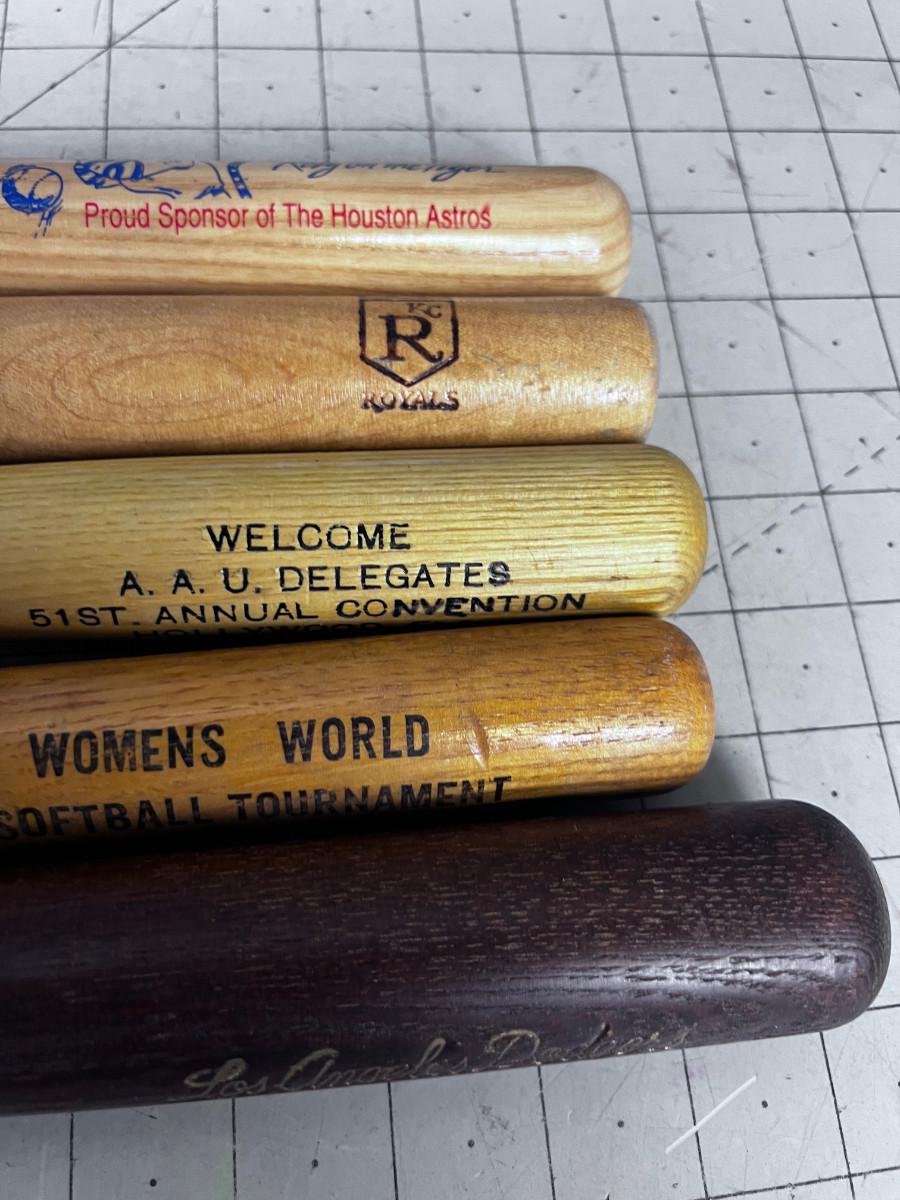 Proud Sponsor of The Houston Astros
KC
R
ROYALS
WELCOME
A. A. U. DELEGATES
51ST. ANNUAL CONVENTION
HOLLYWOOD
WOMENS WORLD
SOFTBALL TOURNAMENT
Los Angeles Dodgers